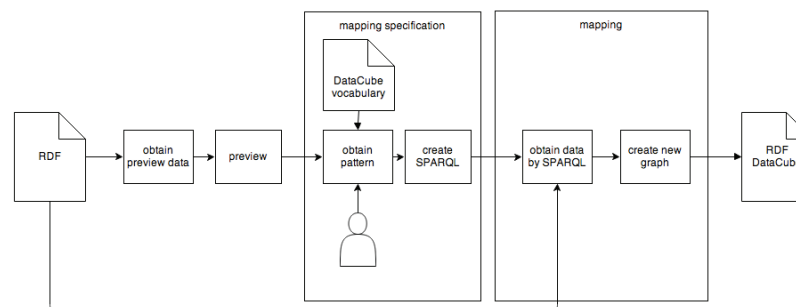 mapping specification
mapping
DataCube
vocabulary
RDF
obtain
preview data
preview
obtain
pattern
create
SPARQL
obtain data
by SPARQL
create new
graph
RDF
DataCube